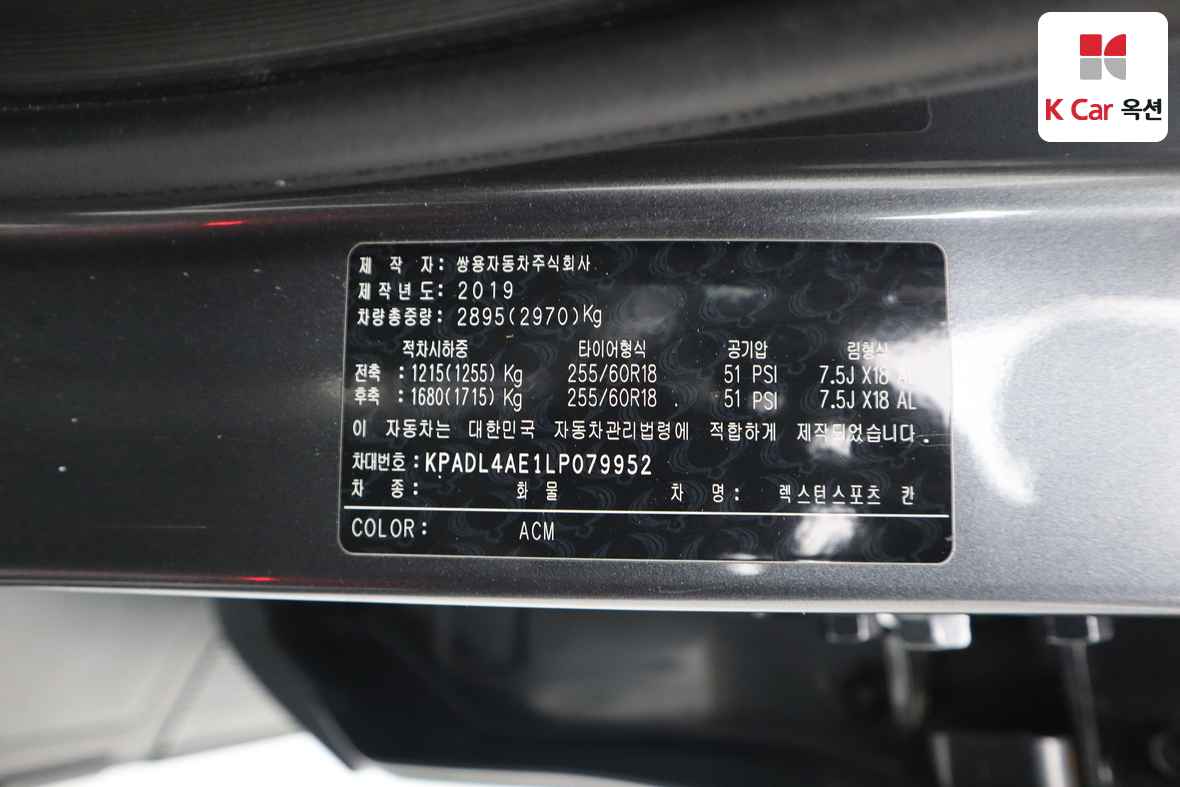 K Car 옥션
제 작 자: 쌍용자동차주식회사
제작년도: 2019
차량총중량: 2895(2970)Kg
적차시하중 타이어형식 공기압 림형식
전축 :1215(1255) Kg 255/60R18 51 PSI 7.5J X18 AL
후축 :1680(1715) Kg 255/60R18 . 51 PSI 7.5J X18 AL
이 자동차는 대한민국 자동차관리법령에 적합하게 제작되었습니다.
차대번호:KPADL4AE1LP079952
차 종: 화 물 차 명: 렉스턴스포츠 칸
COLOR: ACM